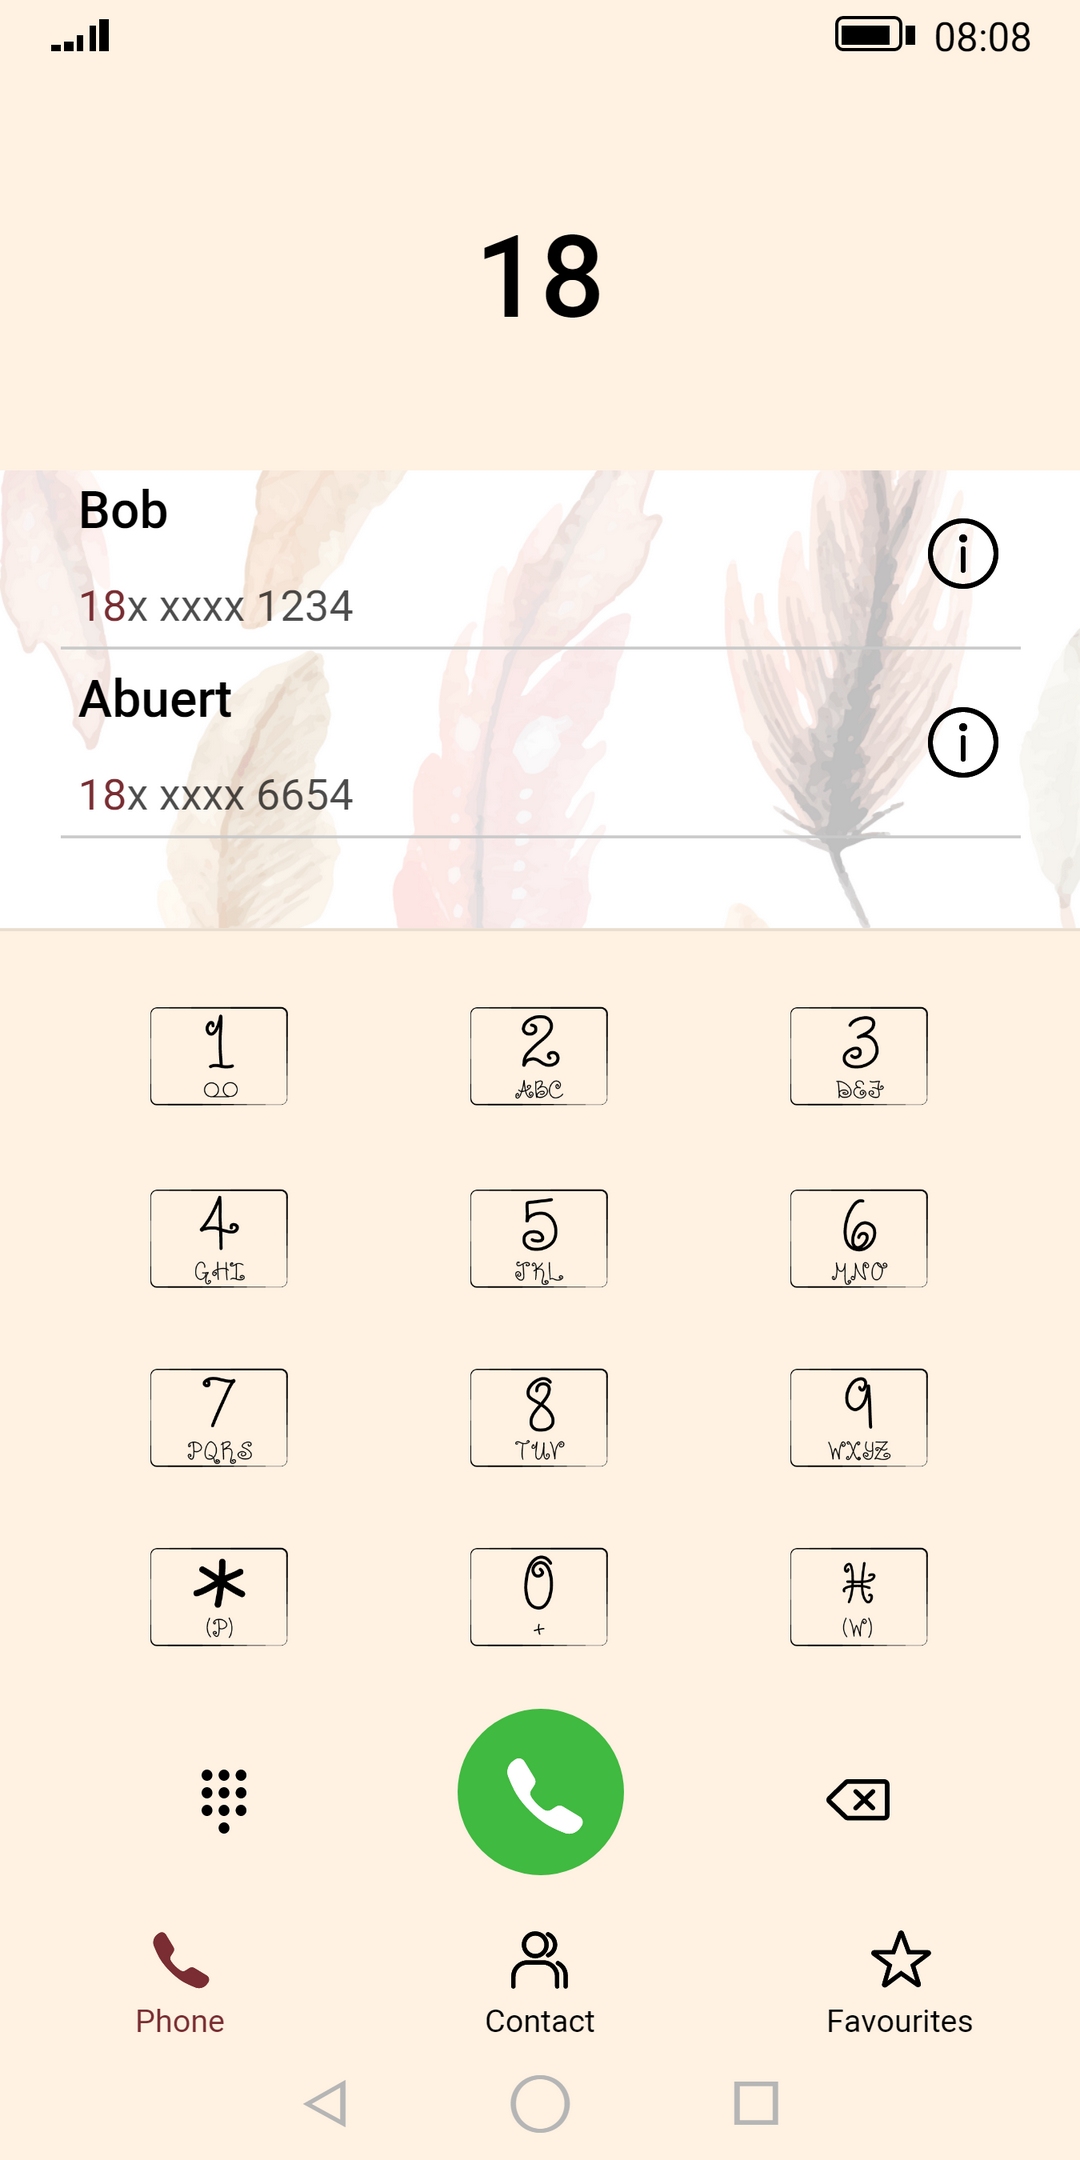 08:08
18
Bob
18x xxxx 1234
Abuert
18x xxxx 6654
1 2 3
ABC DEF
4 5 6
GHI JKL MNO
7 8 9
PQRS TUV WXYZ
* 0 #
(P) + (W)
Phone Contact Favourites